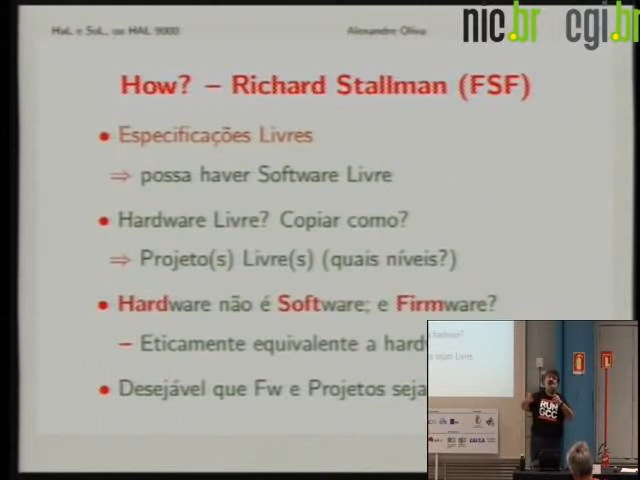 HaL e SoL, ou HAL 9000
Alexandre Oliva
nic.br cgi.br
How? – Richard Stallman (FSF)
• Especificações Livres
⇒ possa haver Software Livre
• Hardware Livre? Copiar como?
⇒ Projeto(s) Livre(s) (quais níveis?)
• Hardware não é Software; e Firmware?
– Eticamente equivalente a hard
• Desejável que Fw e Projetos seja
RUN
GCC